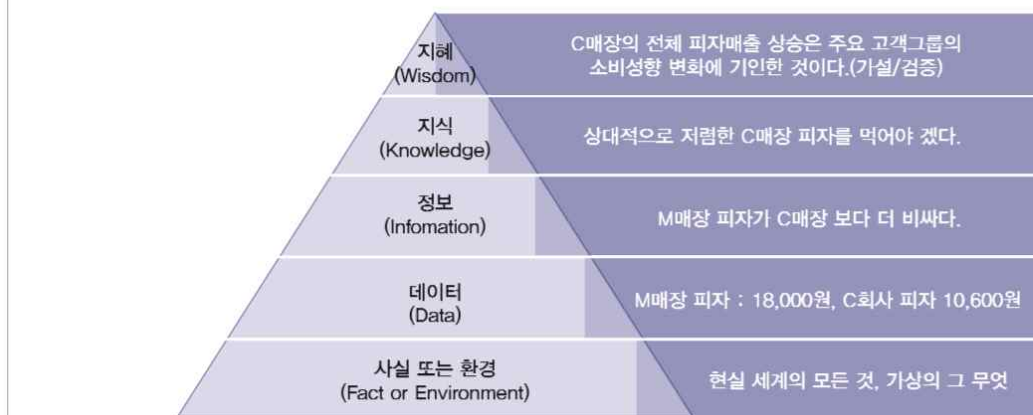 지혜
(Wisdom)
C매장의 전체 피자매출 상승은 주요 고객그룹의
소비성향 변화에 기인한 것이다.(가설/검증)
지식
(Knowledge)
상대적으로 저렴한 C매장 피자를 먹어야 겠다.
정보
(Infomation)
M매장 피자가 C매장 보다 더 비싸다.
데이터
(Data)
M매장 피자 : 18,000원, C회사 피자 10,600원
사실 또는 환경
(Fact or Environment)
현실 세계의 모든 것, 가상의 그 무엇